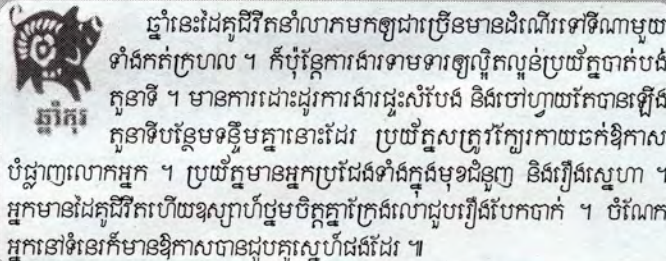 ឆ្នាំនេះដៃគូជីវីតនាំលាភមកឲ្យជាច្រើនមានដំណើរទៅទីណាមួយ
ទាំងកត់ក្រហល ។ ក៏ប៉ុន្តែការងារទាមទារឲ្យល្អិតល្អន់ប្រយ័ត្នបាត់បង់
តួនាទី ។ មានការដោះដូរការងារផ្ទះសំបែង និងចៅហ្វាយតែបានឡើង
តួនាទីបន្ថែមទន្ទឹមគ្នានោះដែរ ប្រយ័ត្នសត្រូវក្បែរកាយឆក់ឱកាស
បំផ្លាញលោកអ្នក ។ ប្រយ័ត្នមានអ្នកប្រជែងទាំងក្នុងមុខជំនួញ និងរឿងស្នេហា ។
អ្នកមានដៃគូជីវីតហើយឧស្សាហ៍ថ្នមចិត្តគ្នាក្រែងលោជួបរឿងបែកបាក់ ។ ចំណែក
អ្នកនៅទំនេរក៏មានឱកាសបានជួបគូស្នេហ៍ផងដែរ ៕
ឆ្នាំកុរ